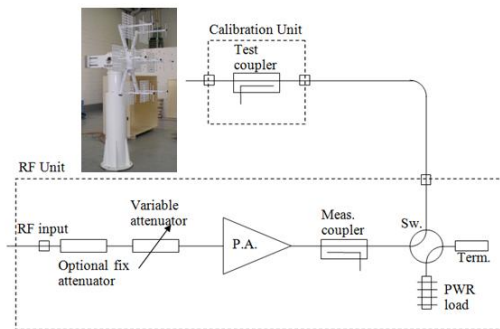 Calibration Unit
Test
coupler
RF Unit
RF input
Variable
attenuator
Optional fix
attenuator
P.A.
Meas.
coupler
Sw.
Term.
PWR
load